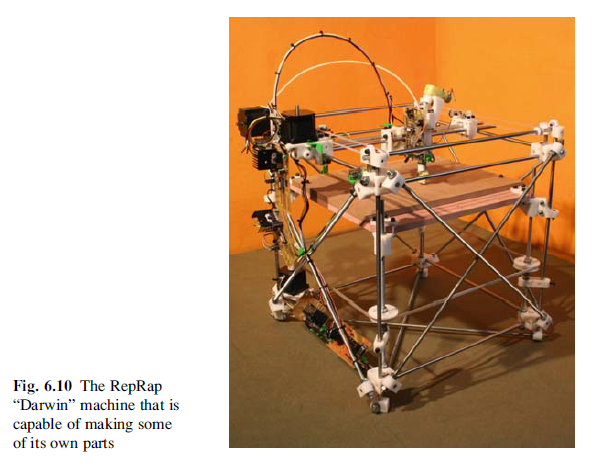 Fig. 6.10 The RepRap
“Darwin” machine that is
capable of making some
of its own parts